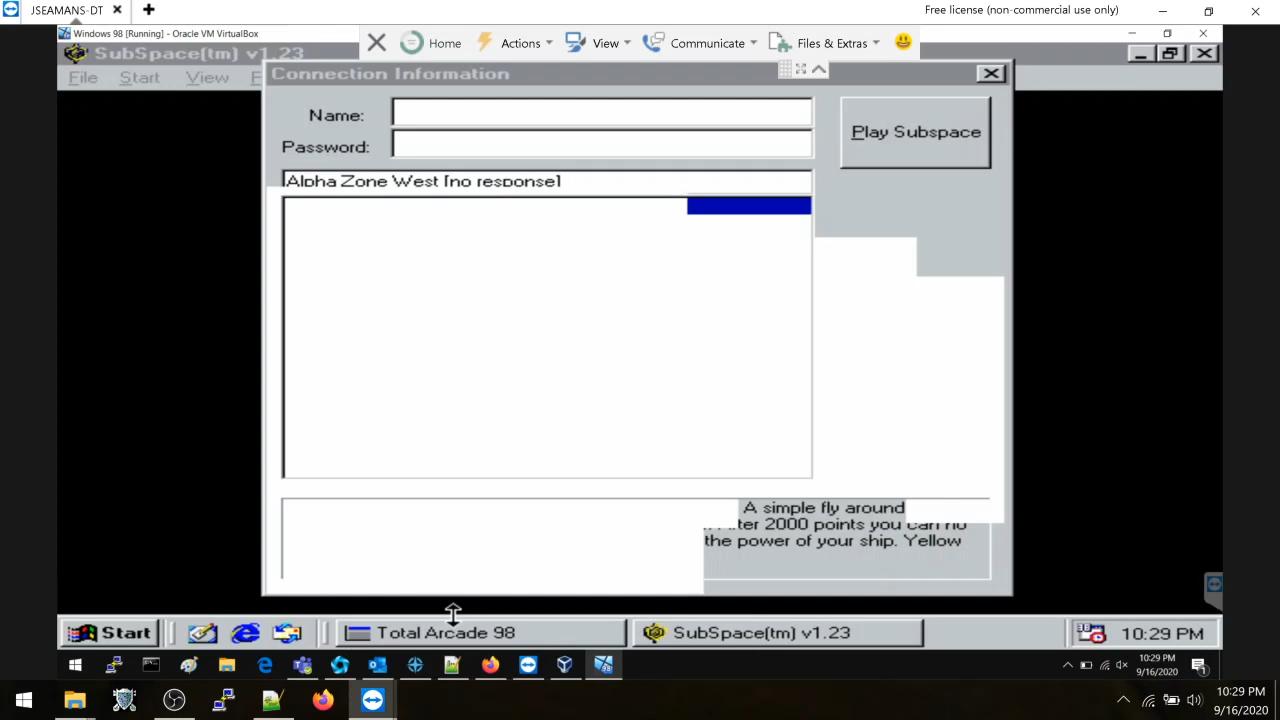 JSEAMANS-DT
Free license (non-commercial use only)
Windows 98 [Running] - Oracle VM VirtualBox
Home
Actions
View
Communicate
Files & Extras
SubSpace(tm) v1.23
File Start View
Connection Information
Name:
Password:
Play Subspace
Alpha Zone West [no response]
A simple fly around
2000 points you can no
the power of your ship. Yellow
Start
Total Arcade 98
SubSpace(tm) v1.23
10:29 PM
10:29 PM
9/16/2020
10:29 PM
9/16/2020